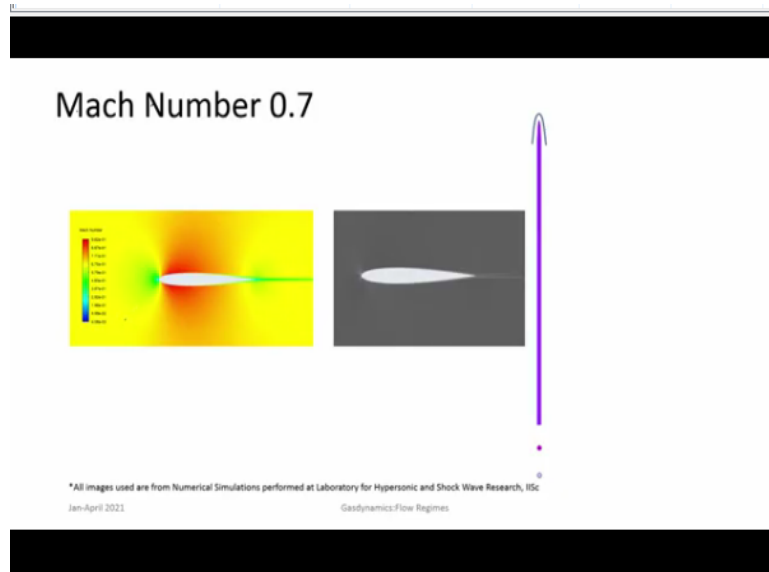 Mach Number 0.7
*All images used are from Numerical Simulations performed at Laboratory for Hypersonic and Shock Wave Research, IISc
Jan-April 2021
Gasdynamics:Flow Regimes